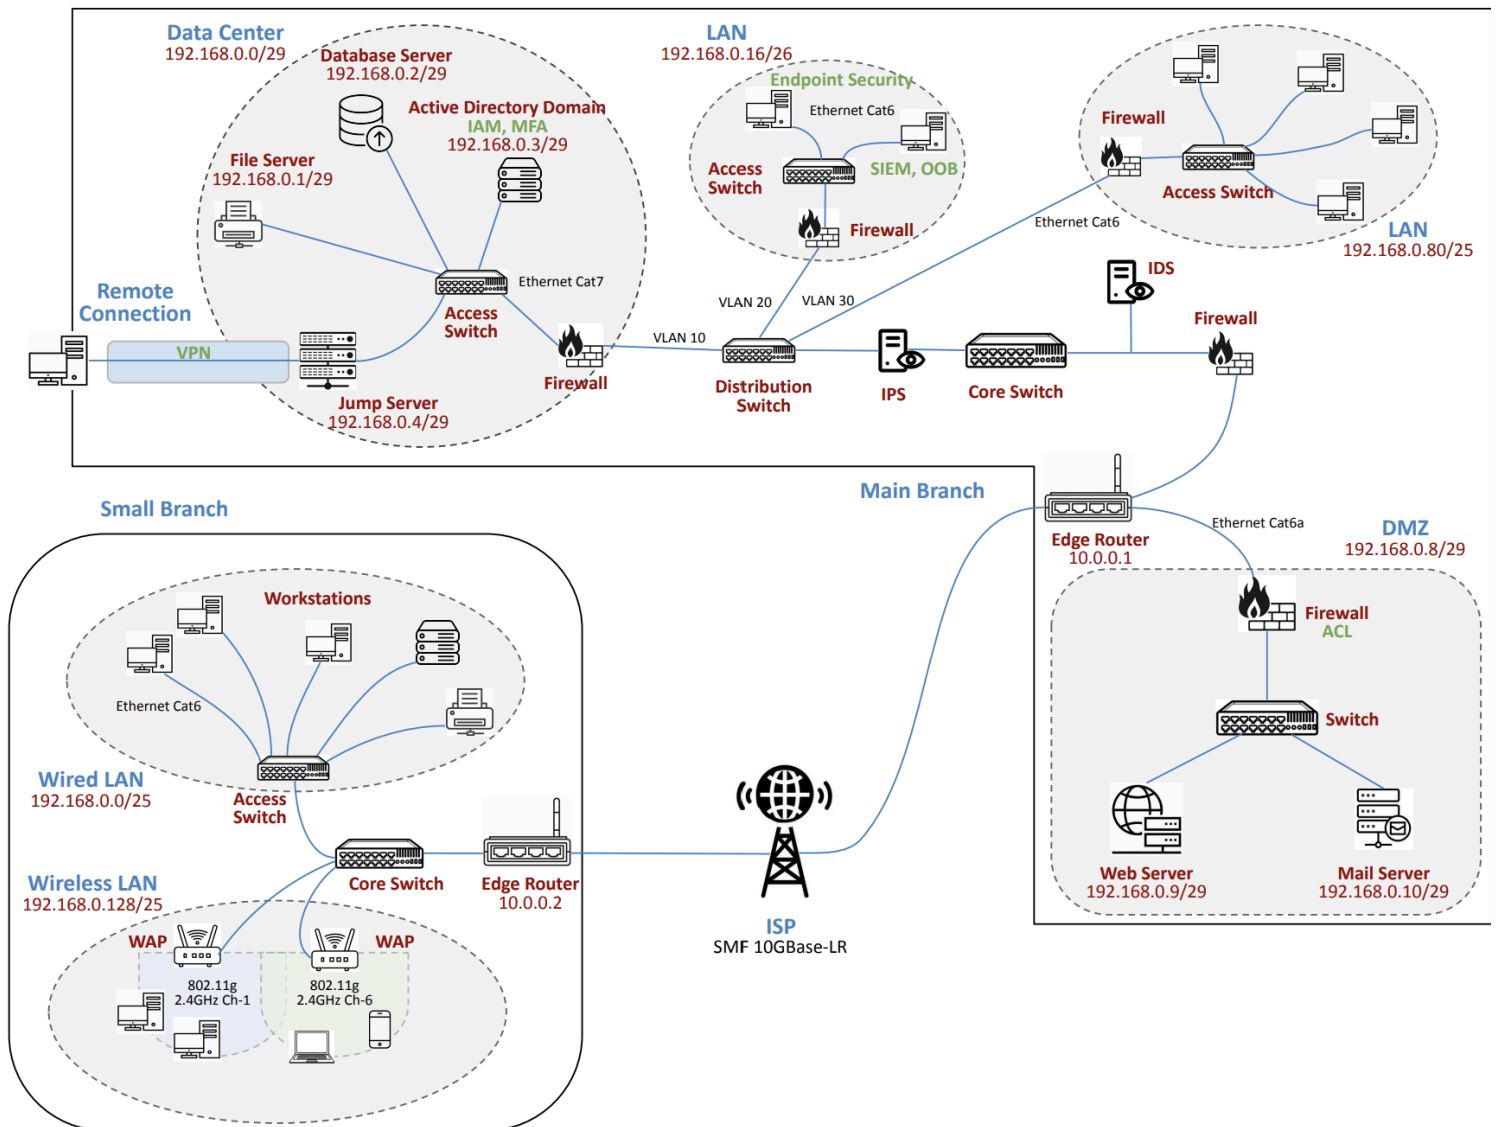 Data Center
192.168.0.0/29
Database Server
192.168.0.2/29
Active Directory Domain
IAM, MFA
192.168.0.3/29
File Server
192.168.0.1/29
Ethernet Cat7
Access
Switch
Remote
Connection
VPN
Jump Server
192.168.0.4/29
Firewall
VLAN 10
LAN
192.168.0.16/26
Endpoint Security
Ethernet Cat6
Access
Switch
SIEM, OOB
Firewall
VLAN 20
VLAN 30
Distribution
Switch
Firewall
Access Switch
Ethernet Cat6
LAN
192.168.0.80/25
IDS
Firewall
IPS
Core Switch
Main Branch
Edge Router
10.0.0.1
Ethernet Cat6a
DMZ
192.168.0.8/29
Firewall
ACL
Switch
Web Server
192.168.0.9/29
Mail Server
192.168.0.10/29
Small Branch
Workstations
Ethernet Cat6
Wired LAN
192.168.0.0/25
Access
Switch
Core Switch
Edge Router
10.0.0.2
ISP
SMF 10GBase-LR
Wireless LAN
192.168.0.128/25
WAP
WAP
802.11g
2.4GHz Ch-1
802.11g
2.4GHz Ch-6